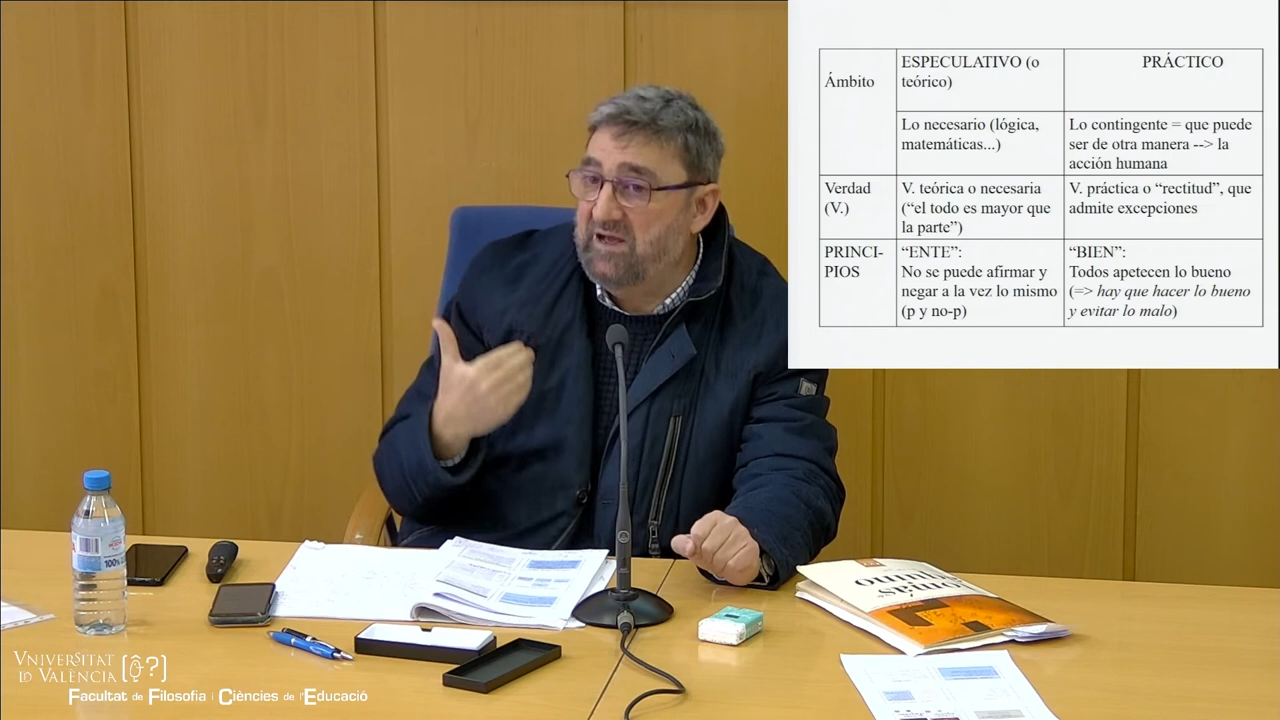 Ámbito
ESPECULATIVO (o
teórico)
PRÁCTICO
Lo necesario (lógica,
matemáticas...)
Lo contingente = que puede
ser de otra manera --> la
acción humana
Verdad
(V.)
V. teórica o necesaria
(“el todo es mayor que
la parte”)
V. práctica o “rectitud”, que
admite excepciones
PRINCI-
PIOS
“ENTE”:
No se puede afirmar y
negar a la vez lo mismo
(p y no-p)
“BIEN”:
Todos apetecen lo bueno
(=> hay que hacer lo bueno
y evitar lo malo)
100%
VNIVERSITAT
ID VALÈNCIA [ô?]
Facultat de Filosofia i Ciències de l'Educació